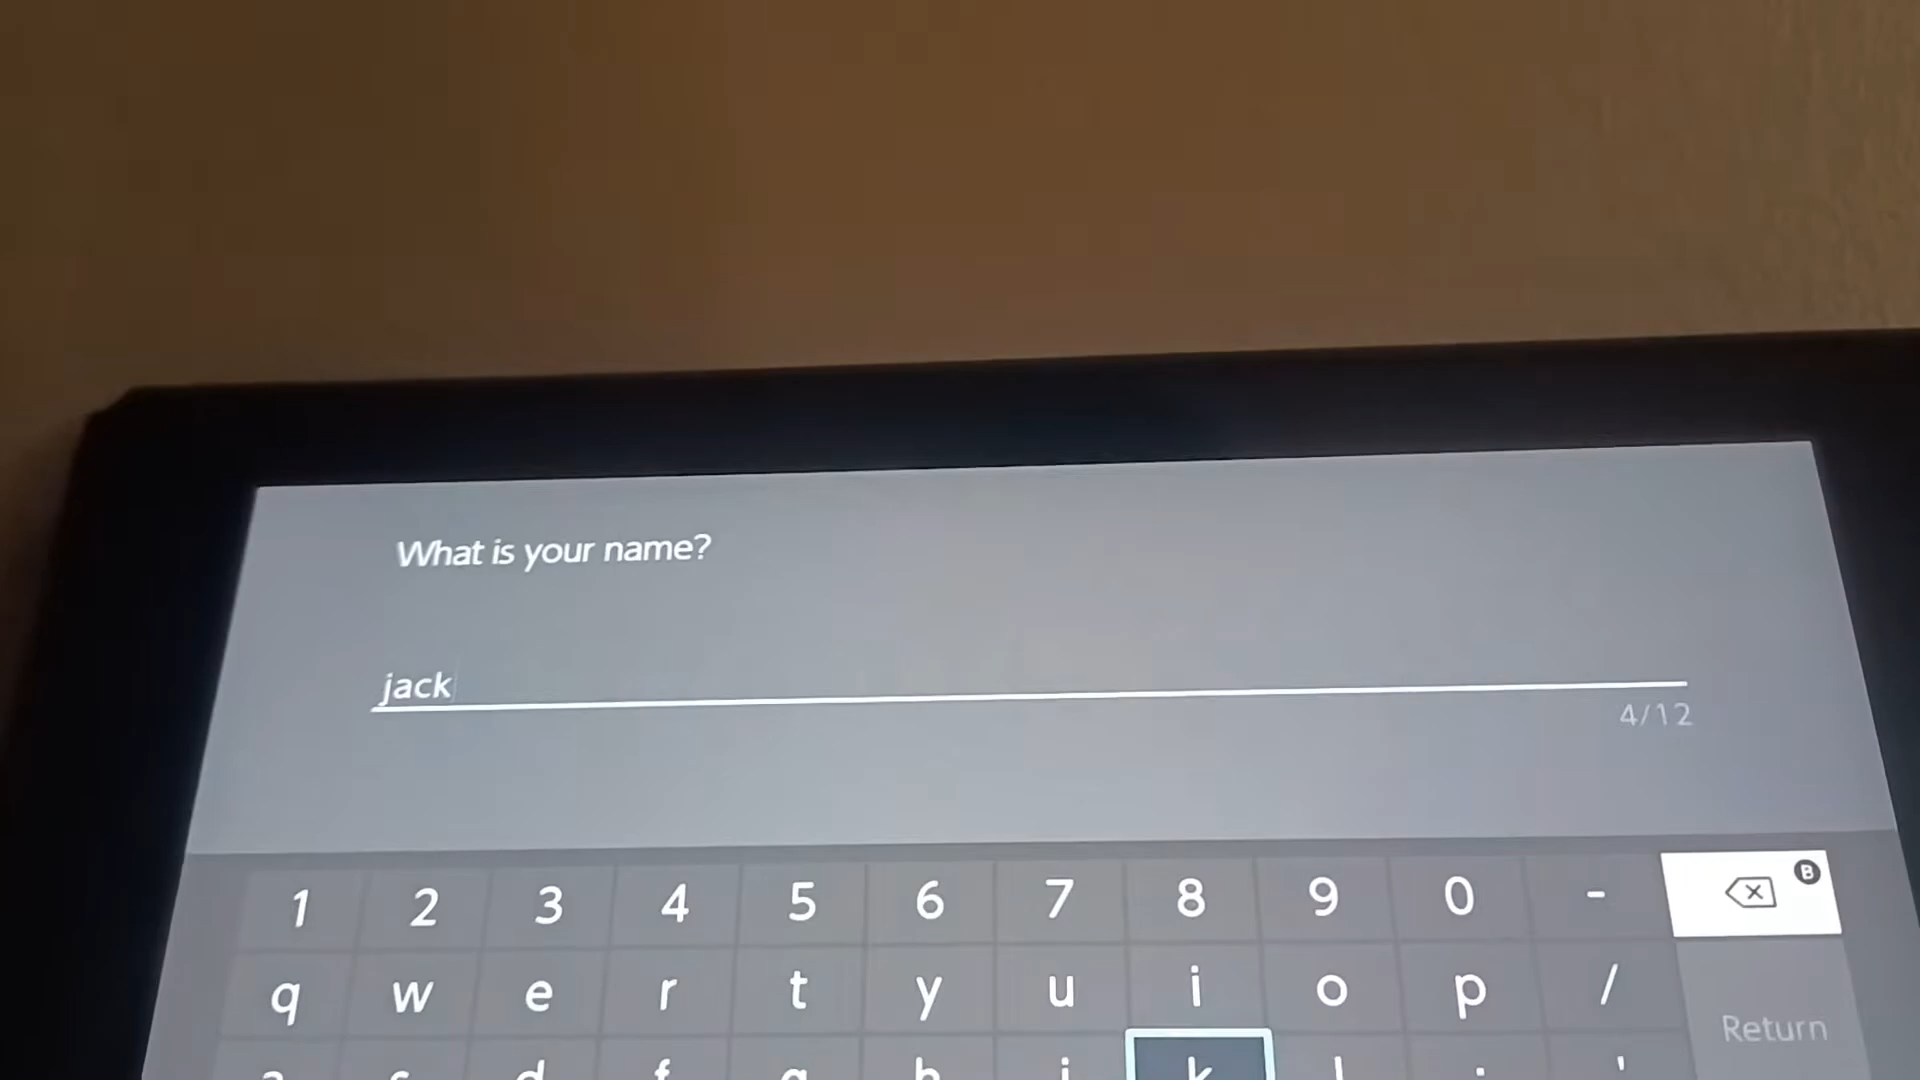 What is your name?
jack
4/12
1 2 3 4 5 6 7 8 9 0 - B
q w e r t y u i o p /
Return
a s d f g h j k l ; '